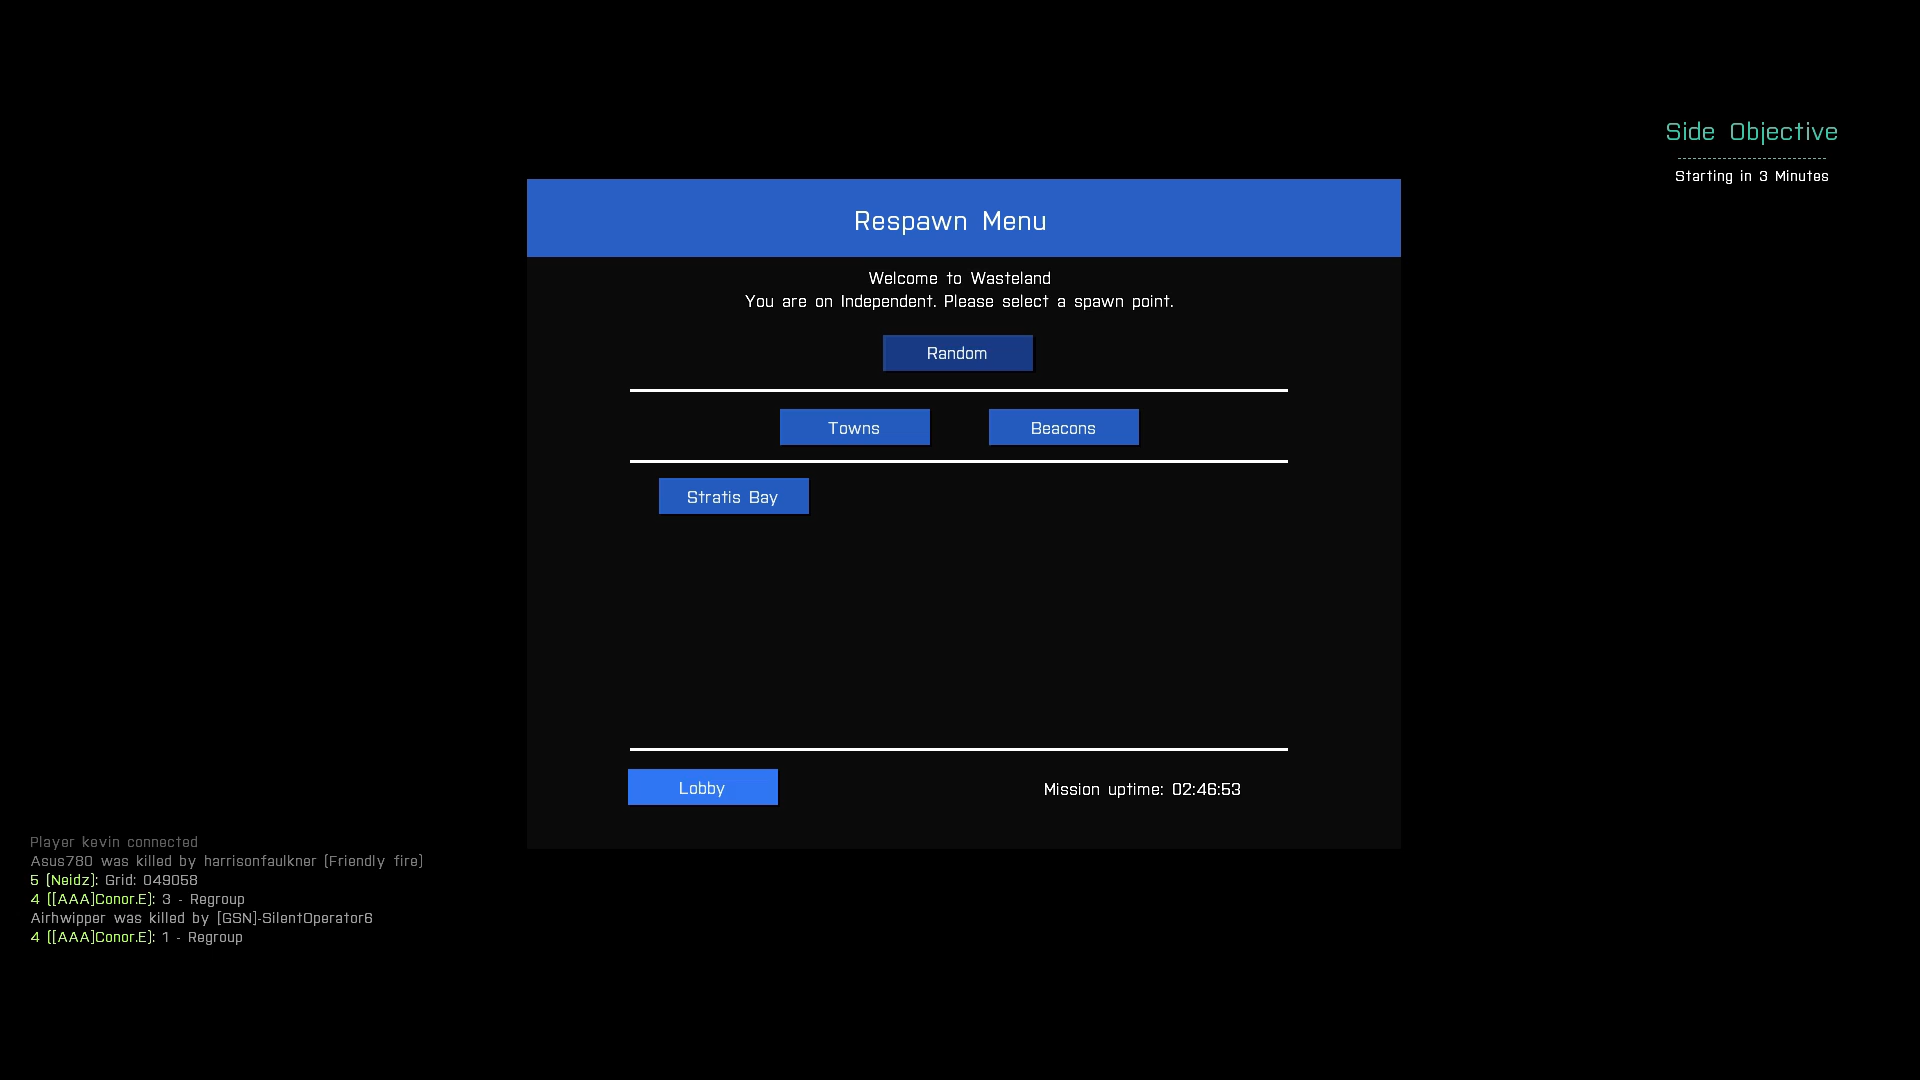 Side Objective
Starting in 3 Minutes
Respawn Menu
Welcome to Wasteland
You are on Independent. Please select a spawn point.
Random
Towns
Beacons
Stratis Bay
Lobby
Mission uptime: 02:46:53
Player kevin connected
Asus780 was killed by harrisonfaulkner (Friendly fire)
5 (Neidz): Grid: 049058
4 ([AAA]Conor.E): 3 - Regroup
Airhwipper was killed by [GSN]-SilentOperator6
4 ([AAA]Conor.E): 1 - Regroup